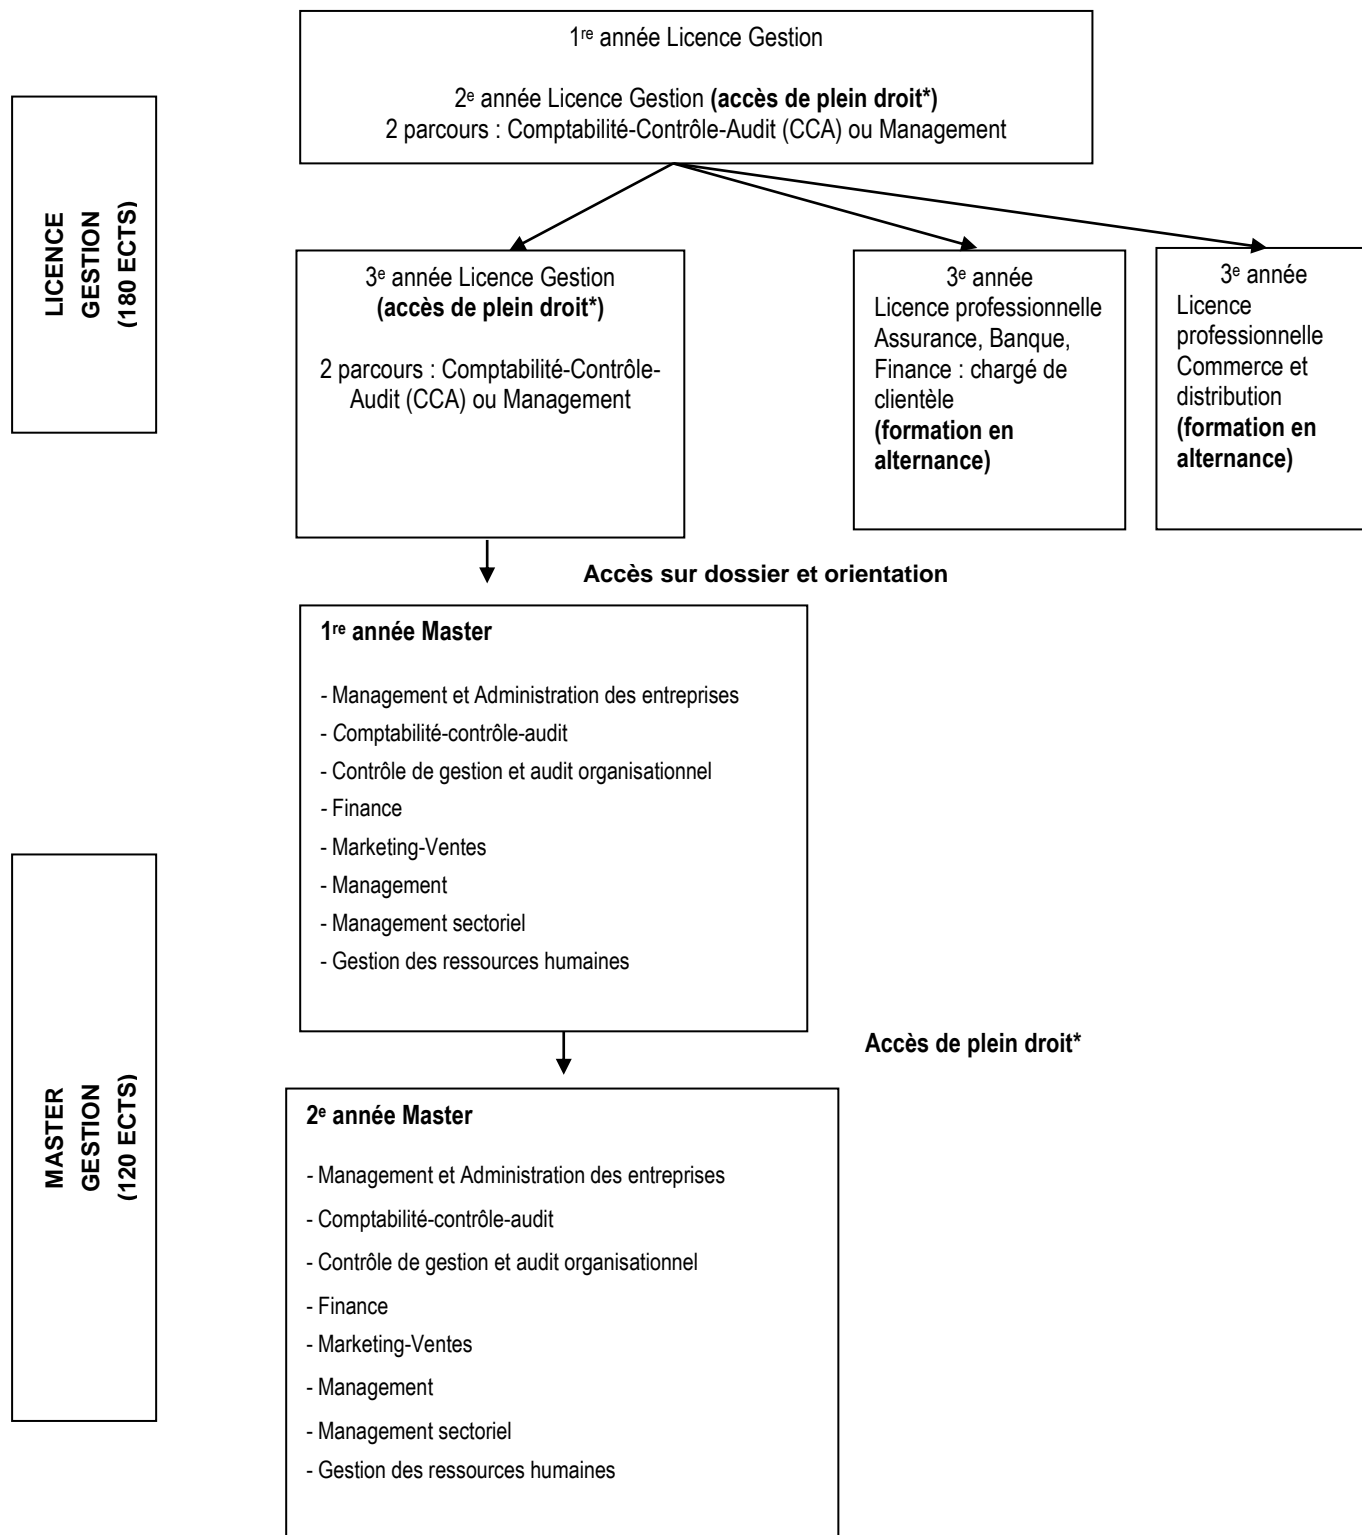 1re année Licence Gestion
2e année Licence Gestion (accès de plein droit*)
2 parcours : Comptabilité-Contrôle-Audit (CCA) ou Management
LICENCE
GESTION
(180 ECTS)
3e année Licence Gestion
(accès de plein droit*)
2 parcours : Comptabilité-Contrôle-
Audit (CCA) ou Management
3e année
Licence professionnelle
Assurance, Banque,
Finance : chargé de
clientèle
(formation en
alternance)
3e année
Licence
professionnelle
Commerce et
distribution
(formation en
alternance)
Accès sur dossier et orientation
1re année Master
- Management et Administration des entreprises
- Comptabilité-contrôle-audit
- Contrôle de gestion et audit organisationnel
- Finance
- Marketing-Ventes
- Management
- Management sectoriel
- Gestion des ressources humaines
MASTER
GESTION
(120 ECTS)
Accès de plein droit*
2e année Master
- Management et Administration des entreprises
- Comptabilité-contrôle-audit
- Contrôle de gestion et audit organisationnel
- Finance
- Marketing-Ventes
- Management
- Management sectoriel
- Gestion des ressources humaines